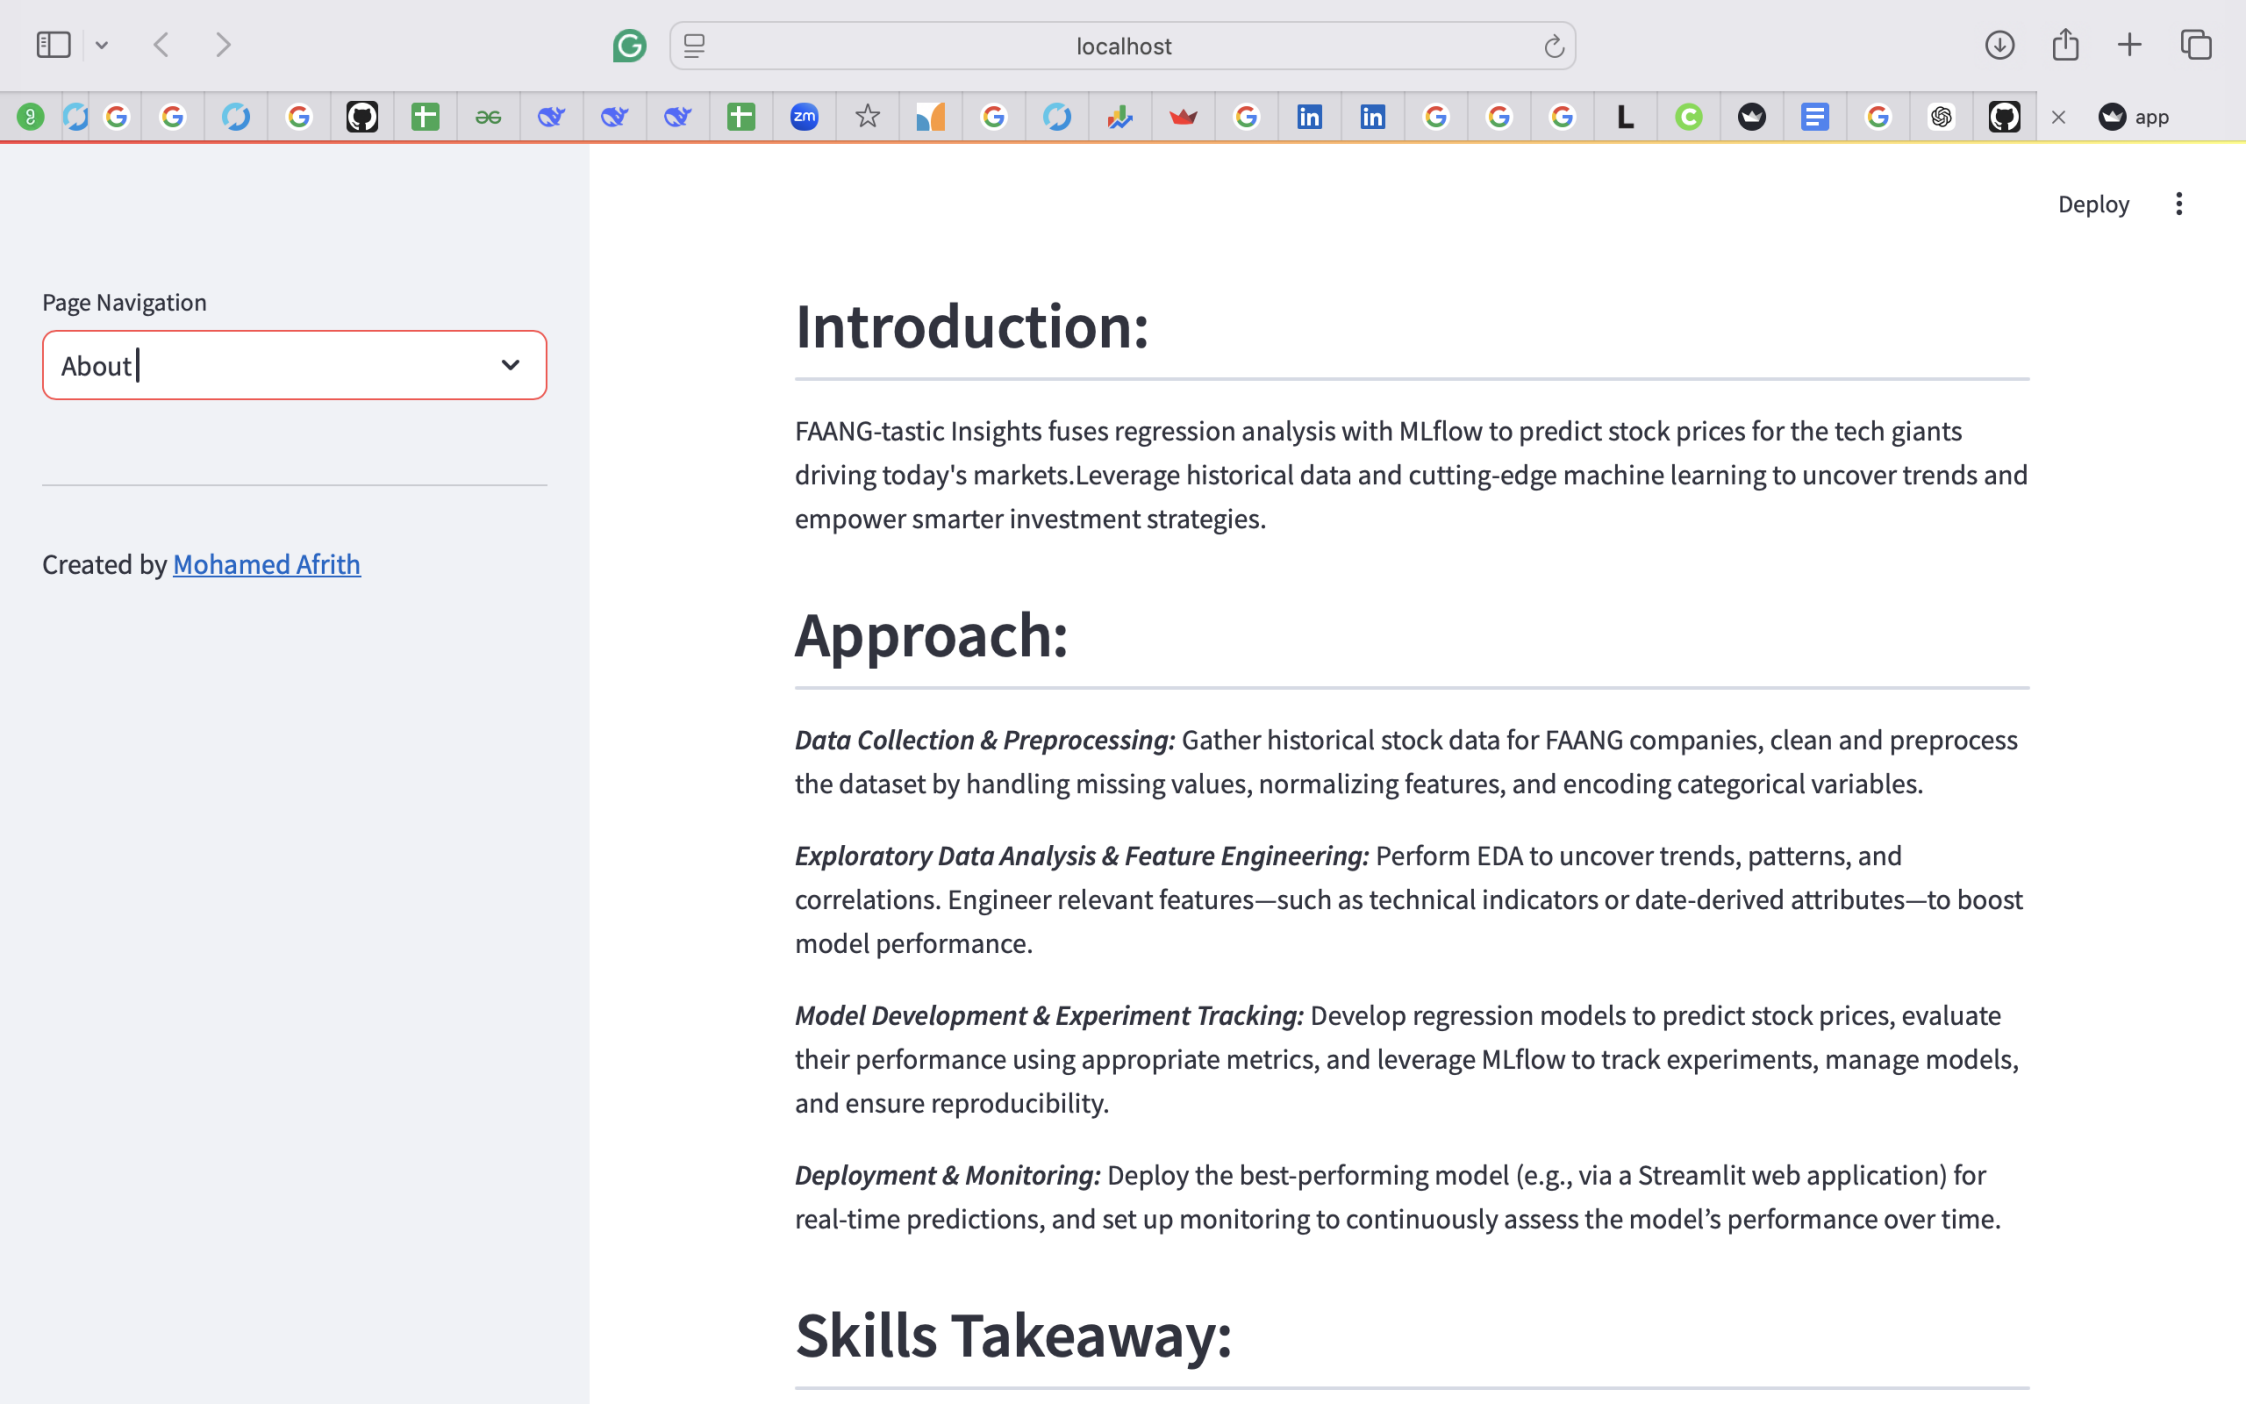 localhost
zm
in
in
L
C
app
Deploy
Page Navigation
About
Created by Mohamed Afrith
Introduction:
FAANG-tastic Insights fuses regression analysis with MLflow to predict stock prices for the tech giants
driving today's markets.Leverage historical data and cutting-edge machine learning to uncover trends and
empower smarter investment strategies.
Approach:
Data Collection & Preprocessing: Gather historical stock data for FAANG companies, clean and preprocess
the dataset by handling missing values, normalizing features, and encoding categorical variables.
Exploratory Data Analysis & Feature Engineering: Perform EDA to uncover trends, patterns, and
correlations. Engineer relevant features—such as technical indicators or date-derived attributes—to boost
model performance.
Model Development & Experiment Tracking: Develop regression models to predict stock prices, evaluate
their performance using appropriate metrics, and leverage MLflow to track experiments, manage models,
and ensure reproducibility.
Deployment & Monitoring: Deploy the best-performing model (e.g., via a Streamlit web application) for
real-time predictions, and set up monitoring to continuously assess the model’s performance over time.
Skills Takeaway: